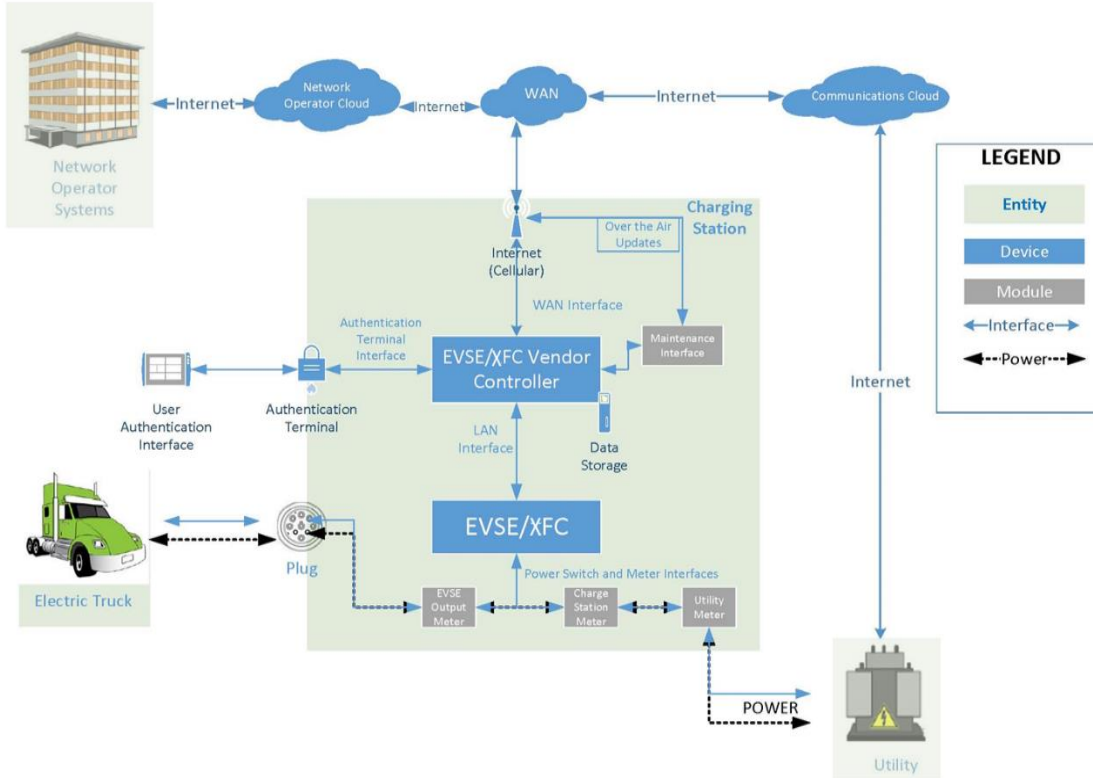 Network
Operator Cloud
WAN
Communications Cloud
Internet
Internet
Internet
Network
Operator
Systems
LEGEND
Entity
Device
Module
Interface
Power
Charging
Station
Over the Air
Updates
Internet
(Cellular)
WAN Interface
Authentication
Terminal
Interface
EVSE/XFC Vendor
Controller
Maintenance
Interface
Internet
User
Authentication
Interface
Authentication
Terminal
LAN
Interface
Data
Storage
EVSE/XFC
Plug
Electric Truck
Power Switch and Meter Interfaces
EVSE
Output
Meter
Charge
Station
Meter
Utility
Meter
POWER
Utility